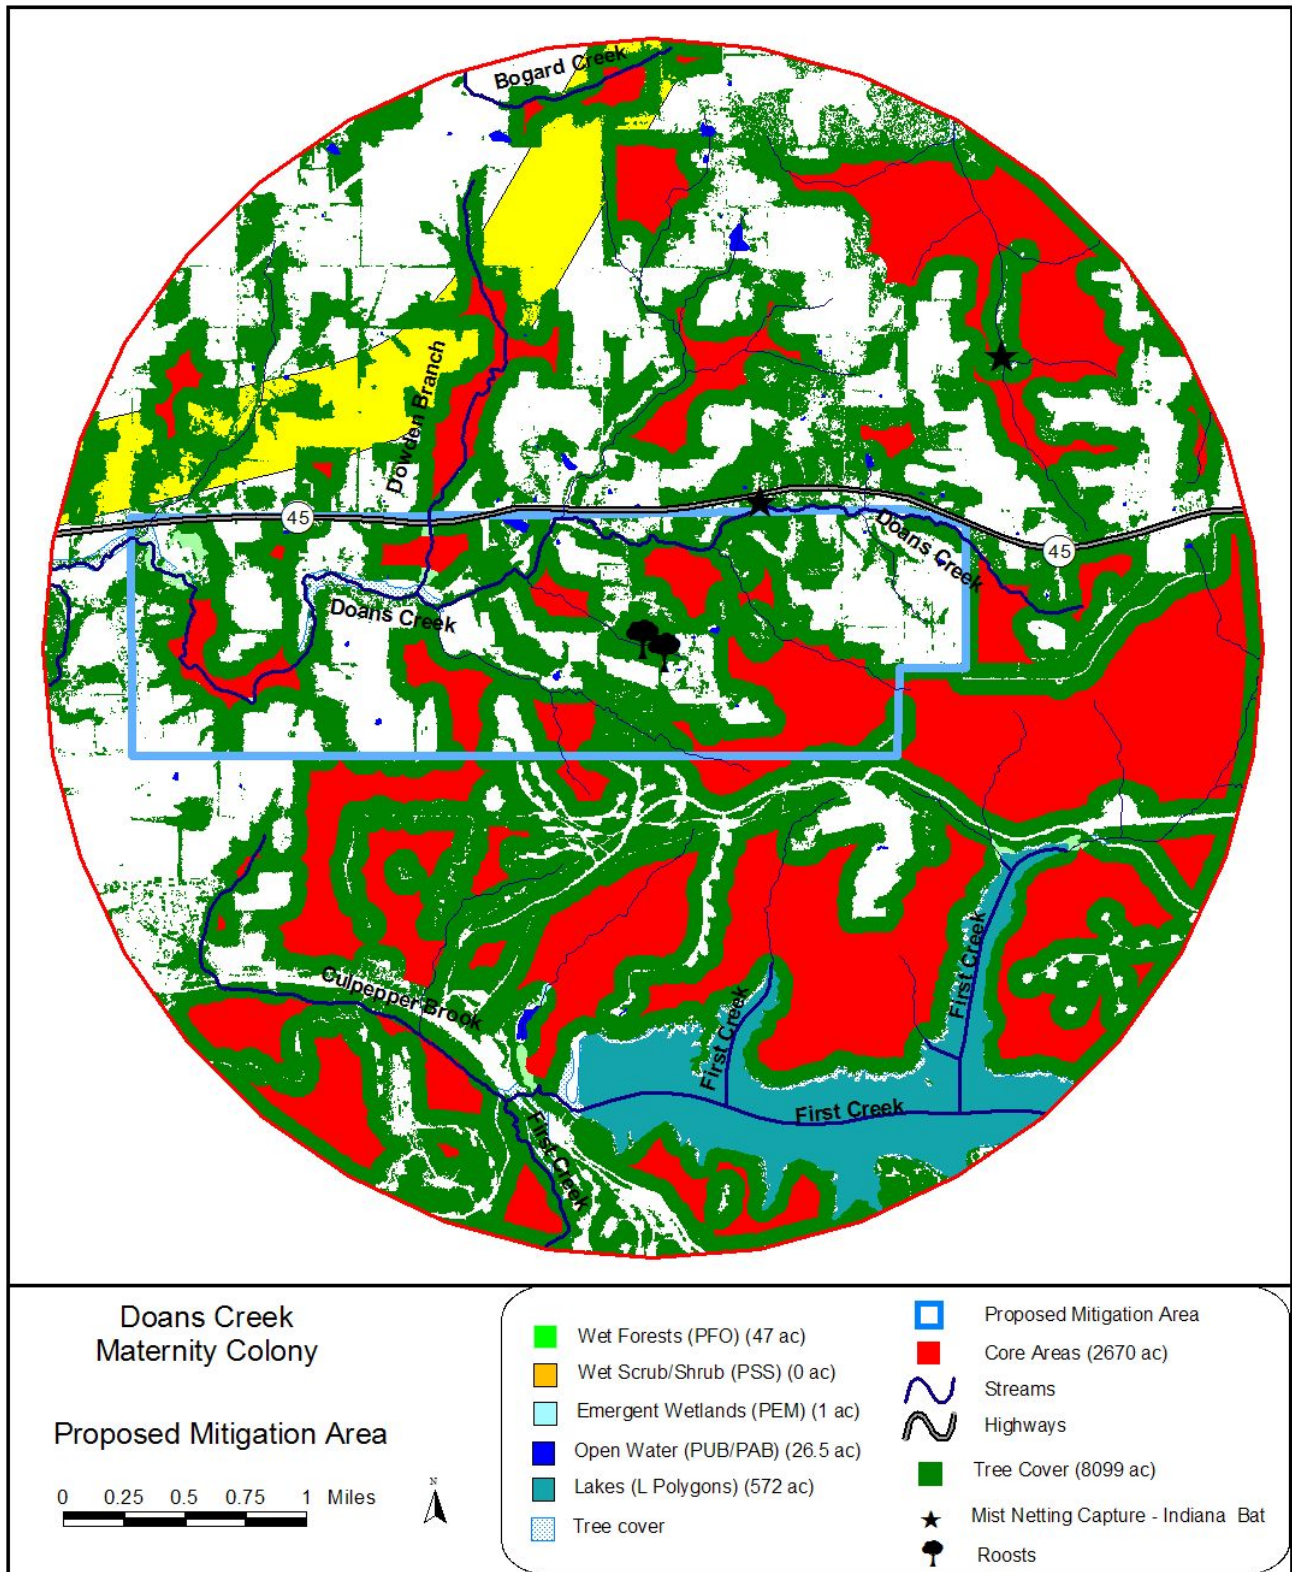 Bogard Creek
Dowden Branch
45
Doans Creek
45
Doans Creek
Culpepper Brook
First Creek
First Creek
First Creek
First Creek
Doans Creek
Maternity Colony
Proposed Mitigation Area
0 0.25 0.5 0.75 1 Miles
N
Wet Forests (PFO) (47 ac)
Wet Scrub/Shrub (PSS) (0 ac)
Emergent Wetlands (PEM) (1 ac)
Open Water (PUB/PAB) (26.5 ac)
Lakes (L Polygons) (572 ac)
Tree cover
Proposed Mitigation Area
Core Areas (2670 ac)
Streams
Highways
Tree Cover (8099 ac)
Mist Netting Capture - Indiana Bat
Roosts